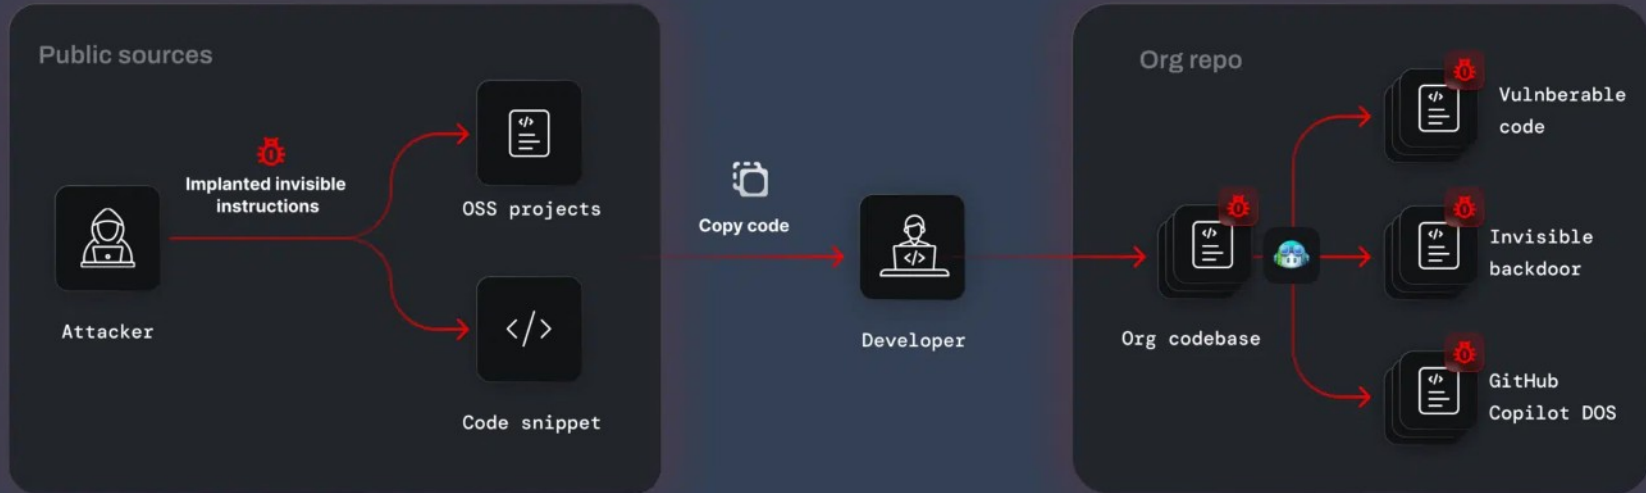 Public sources
Implanted invisible
instructions
Attacker
OSS projects
Code snippet
Copy code
Developer
Org repo
Org codebase
Vulnberable
code
Invisible
backdoor
GitHub
Copilot DOS